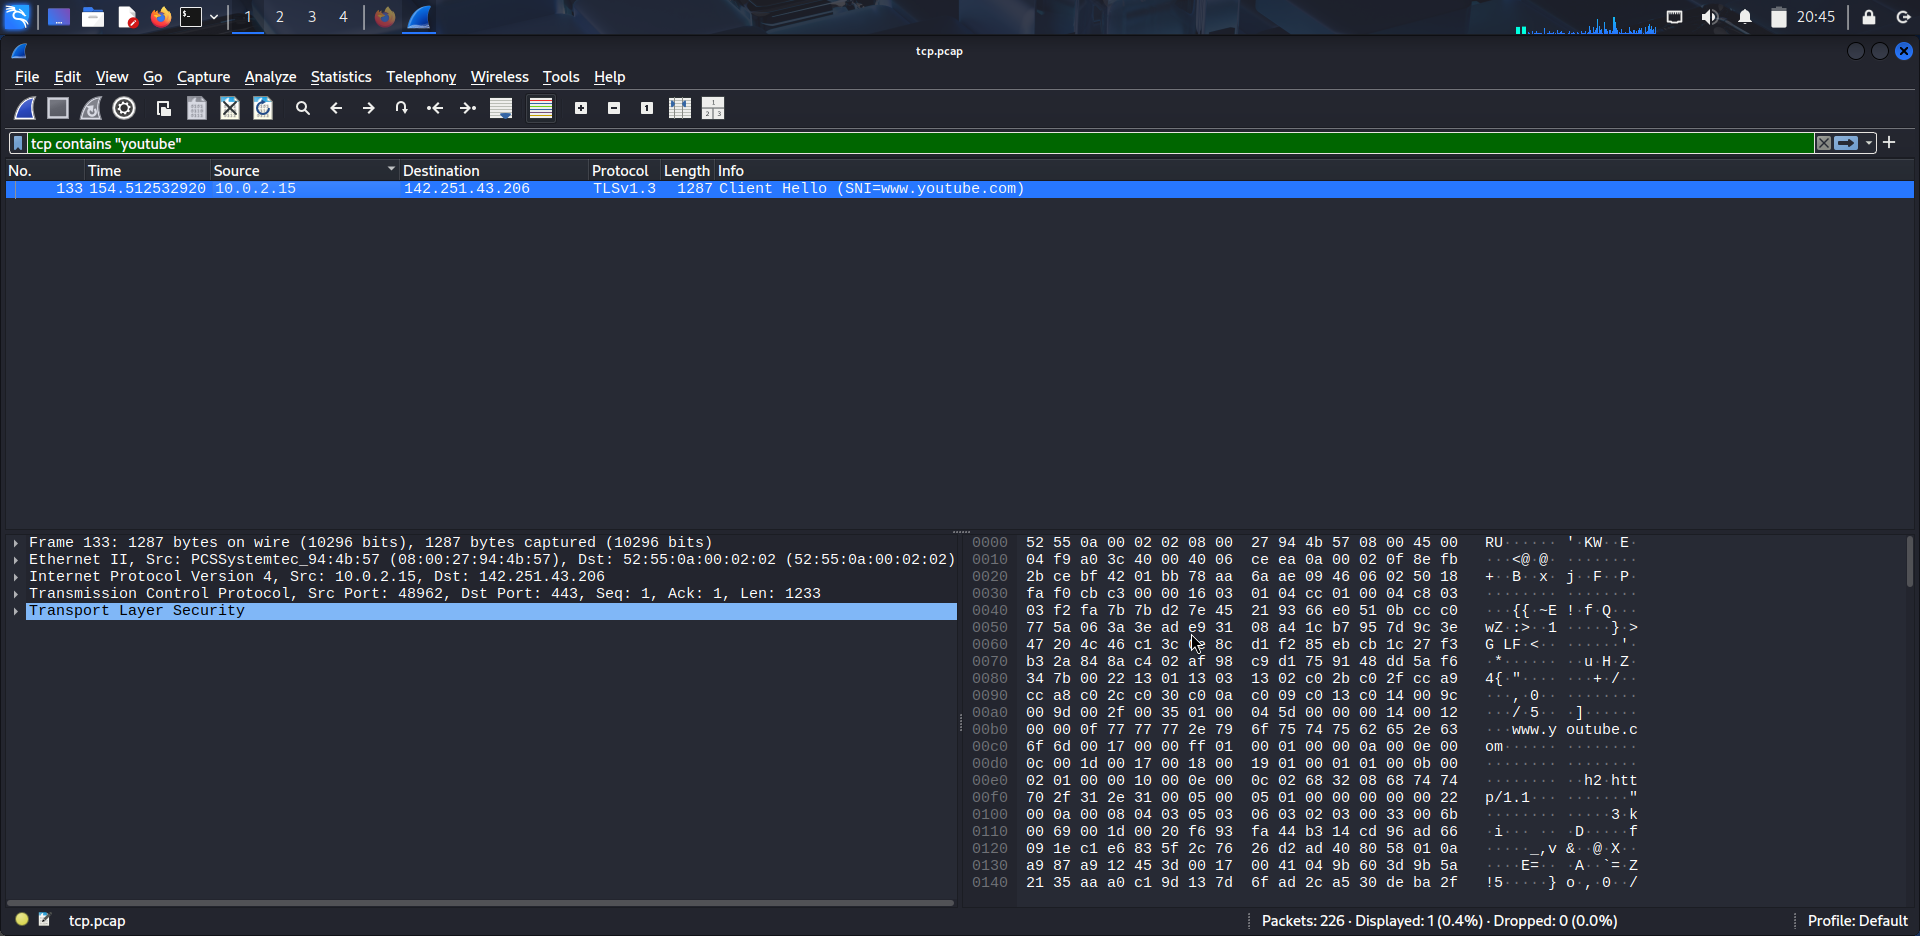 1 2 3 4 20:45
tcp.pcap
File Edit View Go Capture Analyze Statistics Telephony Wireless Tools Help
tcp contains "youtube"
No. Time Source Destination Protocol Length Info
133 154.512532920 10.0.2.15 142.251.43.206 TLSv1.3 1287 Client Hello (SNI=www.youtube.com)
Frame 133: 1287 bytes on wire (10296 bits), 1287 bytes captured (10296 bits)
Ethernet II, Src: PCSSystemtec_94:4b:57 (08:00:27:94:4b:57), Dst: 52:55:0a:00:02:02 (52:55:0a:00:02:02)
Internet Protocol Version 4, Src: 10.0.2.15, Dst: 142.251.43.206
Transmission Control Protocol, Src Port: 48962, Dst Port: 443, Seq: 1, Ack: 1, Len: 1233
Transport Layer Security
0000 52 55 0a 00 02 02 08 00 27 94 4b 57 08 00 45 00 RU······ '·KW··E·
0010 04 f9 a0 3c 40 00 40 06 ce ea 0a 00 02 0f 8e fb ···<@·@· ········
0020 2b ce bf 42 01 bb 78 aa 6a ae 09 46 06 02 50 18 +··B··x· j··F··P·
0030 fa f0 cb c3 00 00 16 03 01 04 cc 01 00 04 c8 03 ········ ········
0040 03 f2 fa 7b 7b d2 7e 45 21 93 66 e0 51 0b cc c0 ···{{·~E !·f·Q···
0050 77 5a 06 3a 3e ad e9 31 08 a4 1c b7 95 7d 9c 3e wZ·:>··1 ·····}·>
0060 47 20 4c 46 c1 3c 8c d1 f2 85 eb cb 1c 27 f3 G LF·<·· ·····'·
0070 b3 2a 84 8a c4 02 af 98 c9 d1 75 91 48 dd 5a f6 ·*······ ··u·H·Z·
0080 34 7b 00 22 13 01 13 03 13 02 c0 2b c0 2f cc a9 4{·"···· ···+·/··
0090 cc a8 c0 2c c0 30 c0 0a c0 09 c0 13 c0 14 00 9c ···,·0·· ········
00a0 00 9d 00 2f 00 35 01 00 04 5d 00 00 00 14 00 12 ···/·5·· ·]······
00b0 00 00 0f 77 77 77 2e 79 6f 75 74 75 62 65 2e 63 ···www.y outube.c
00c0 6f 6d 00 17 00 00 ff 01 00 01 00 00 0a 00 0e 00 om······ ········
00d0 0c 00 1d 00 17 00 18 00 19 01 00 01 01 00 0b 00 ········ ········
00e0 02 01 00 00 10 00 0e 00 0c 02 68 32 08 68 74 74 ········ ··h2·htt
00f0 70 2f 31 2e 31 00 05 00 05 01 00 00 00 00 00 22 p/1.1··· ·······"
0100 00 0a 00 08 04 03 05 03 06 03 02 03 00 33 00 6b ········ ·····3·k
0110 00 69 00 1d 00 20 f6 93 fa 44 b3 14 cd 96 ad 66 ·i··· ·· ·D·····f
0120 09 1e c1 e6 83 5f 2c 76 26 d2 ad 40 80 58 01 0a ·····_,v &··@·X··
0130 a9 87 a9 12 45 3d 00 17 00 41 04 9b 60 3d 9b 5a ····E=·· ·A··`=·Z
0140 21 35 aa a0 c1 9d 13 7d 6f ad 2c a5 30 de ba 2f !5·····} o·,·0··/
tcp.pcap
Packets: 226 · Displayed: 1 (0.4%) · Dropped: 0 (0.0%)
Profile: Default